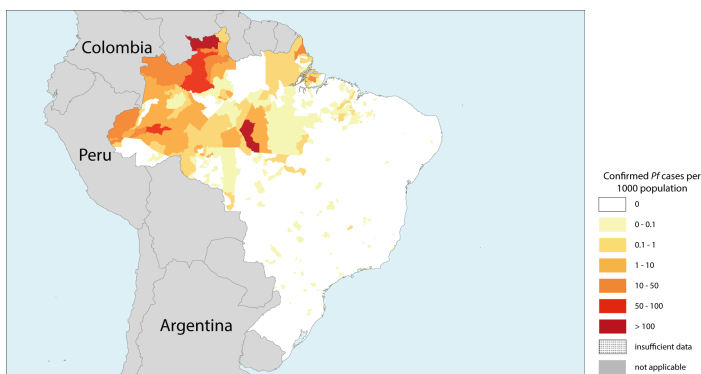 Colombia
Peru
Argentina
Confirmed Pf cases per
1000 population
0
0 - 0.1
0.1 - 1
1 - 10
10 - 50
50 - 100
> 100
insufficient data
not applicable